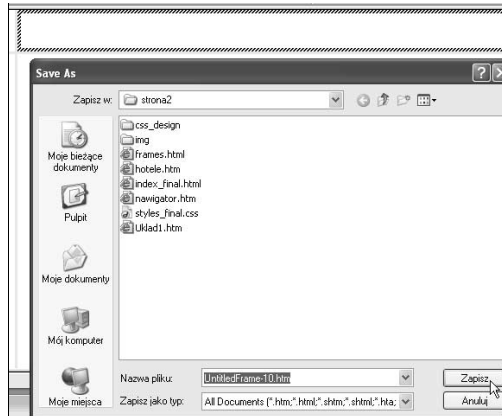 Save As
Zapisz w:
strona2
css_design
img
frames.html
hotele.htm
index_final.html
nawigator.htm
styles_final.css
Uklad1.htm
Moje bieżące
dokumenty
Pulpit
Moje dokumenty
Mój komputer
Moje miejsca
Nazwa pliku:
UntitledFrame-10.htm
Zapisz
Zapisz jako typ:
All Documents (*.htm;*.html;*.shtm;*.shtml;*.hta;
Anuluj